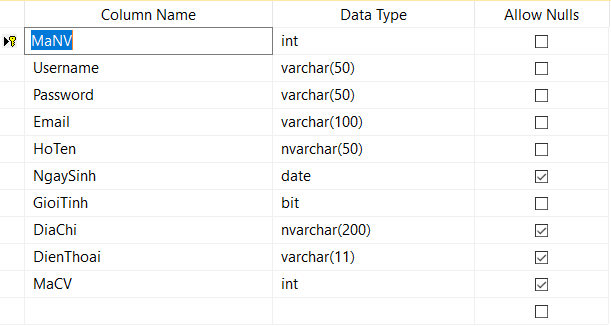 Column Name Data Type Allow Nulls
MaNV int
Username varchar(50)
Password varchar(50)
Email varchar(100)
HoTen nvarchar(50)
NgaySinh date
GioiTinh bit
DiaChi nvarchar(200)
DienThoai varchar(11)
MaCV int